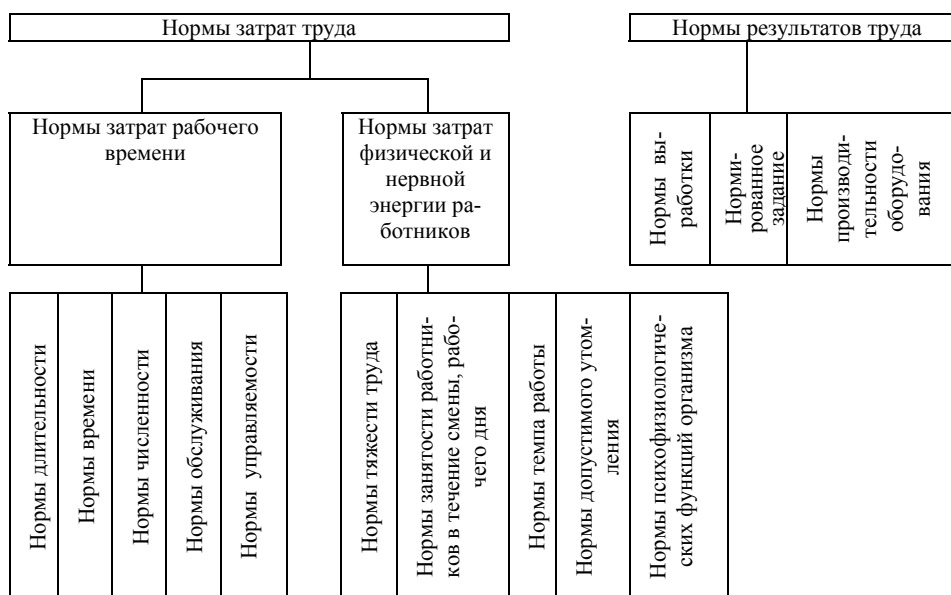 Нормы затрат труда
Нормы результатов труда
Нормы затрат рабочего
времени
Нормы затрат
физической и
нервной
энергии ра-
ботников
Нормы вы-
работки
Норми-
рованное
задание
Нормы
производи-
тельности
оборудо-
вания
Нормы длительности
Нормы времени
Нормы численности
Нормы обслуживания
Нормы управляемости
Нормы тяжести труда
Нормы занятости работни-
ков в течение смены, рабо-
чего дня
Нормы темпа работы
Нормы допустимого утом-
ления
Нормы психофизиологиче-
ских функций организма